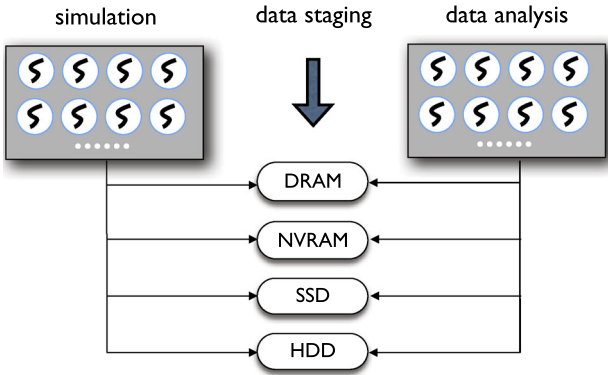 simulation
data staging
data analysis
DRAM
NVRAM
SSD
HDD